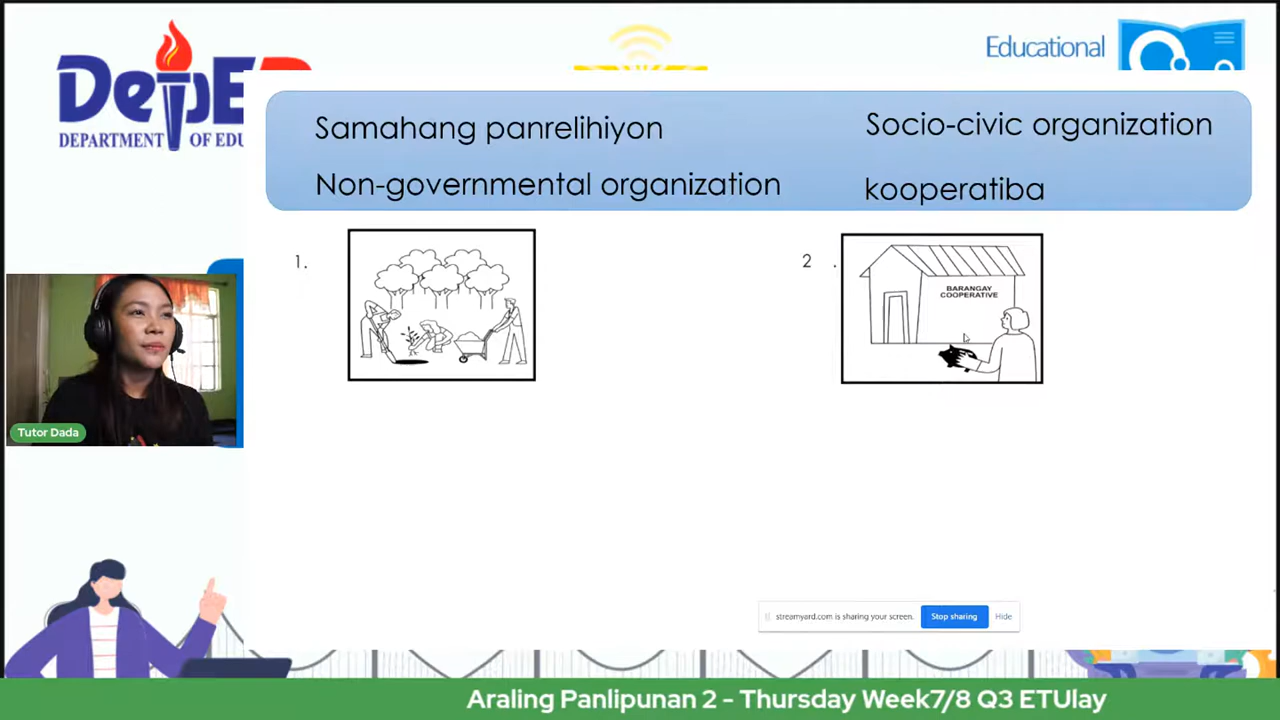 DepE
DEPARTMENT OF EDU
Educational
Samahang panrelihiyon
Socio-civic organization
Non-governmental organization
kooperatiba
1.
2 .
BARANGAY
COOPERATIVE
Tutor Dada
streamyard.com is sharing your screen.
Stop sharing
Hide
Araling Panlipunan 2 - Thursday Week7/8 Q3 ETUlay